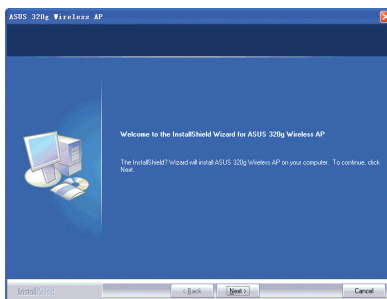 ASUS 320g Wireless AP
Welcome to the InstallShield Wizard for ASUS 320g Wireless AP
The InstallShield? Wizard will install ASUS 320g Wireless AP on your computer. To continue, click
Next.
InstallShield
< Back
Next >
Cancel